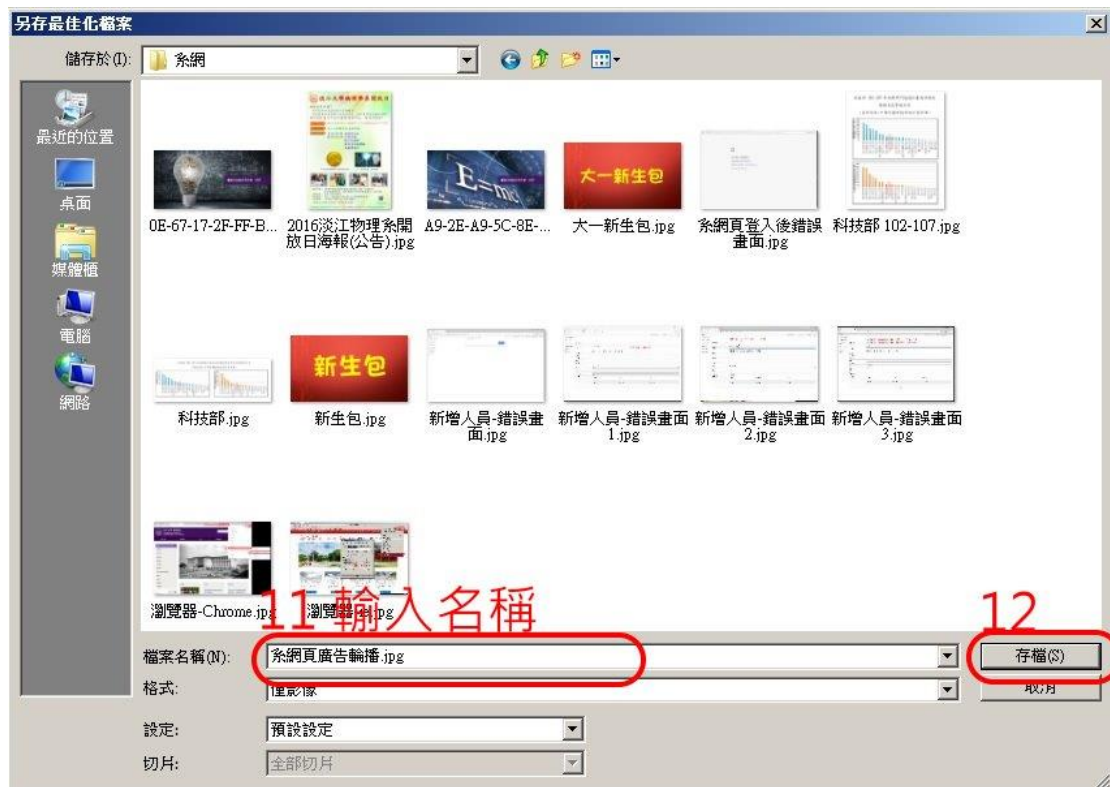 另存最佳化檔案
儲存於(I):
系網
最近的位置
桌面
媒體櫃
電腦
網路
大一新生包
0E-67-17-2F-FF-B...
2016淡江物理系開
放日海報(公告).jpg
A9-2E-A9-5C-8E-...
大一新生包.jpg
系網頁登入後錯誤
畫面.jpg
科技部 102-107.jpg
新生包
科技部.jpg
新生包.jpg
新增人員-錯誤畫
面.jpg
新增人員-錯誤畫面
1.jpg
新增人員-錯誤畫面
2.jpg
新增人員-錯誤畫面
3.jpg
瀏覽器-Chrome.jpg
11 輸入名稱
12
檔案名稱(N):
系網頁廣告輪播.jpg
存檔(S)
格式:
僅影像
取消
設定:
預設設定
切片:
全部切片